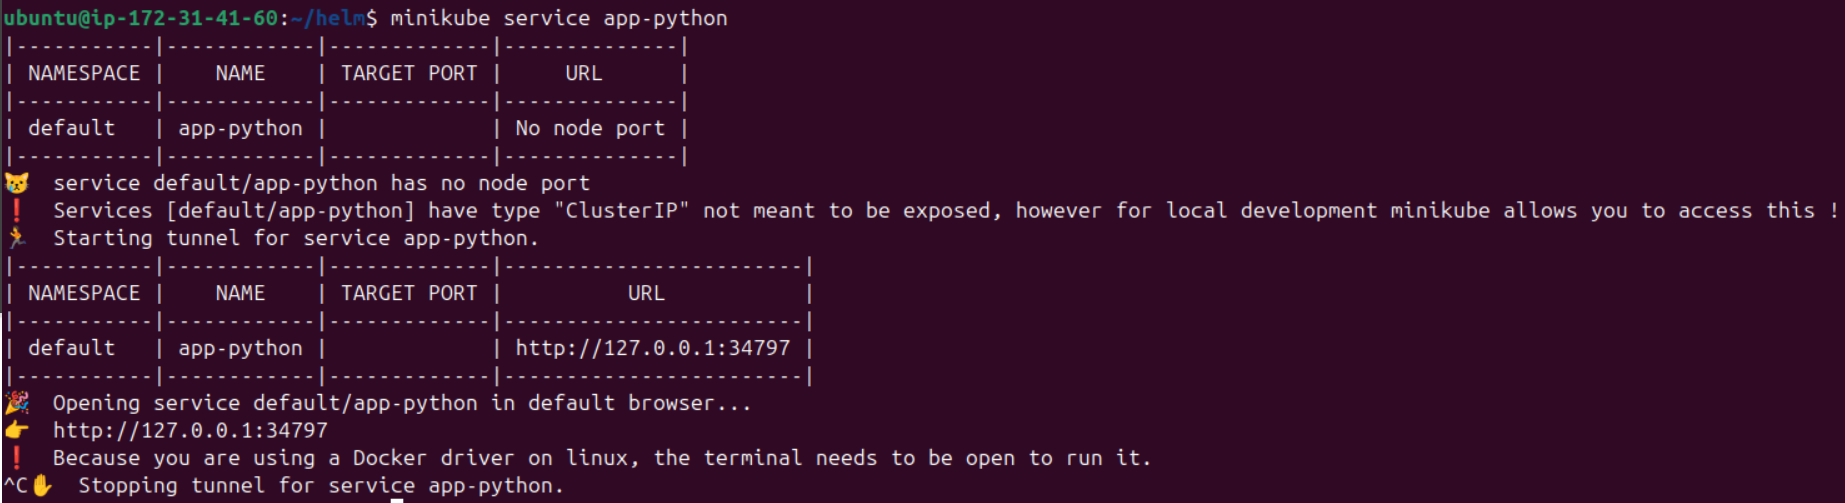 ubuntu@ip-172-31-41-60:~/helm$ minikube service app-python
|-----------|------------|-------------|--------------|
| NAMESPACE |    NAME    | TARGET PORT |     URL      |
|-----------|------------|-------------|--------------|
| default   | app-python |             | No node port |
|-----------|------------|-------------|--------------|
😿  service default/app-python has no node port
❗  Services [default/app-python] have type "ClusterIP" not meant to be exposed, however for local development minikube allows you to access this !
🏃  Starting tunnel for service app-python.
|-----------|------------|-------------|------------------------|
| NAMESPACE |    NAME    | TARGET PORT |          URL           |
|-----------|------------|-------------|------------------------|
| default   | app-python |             | http://127.0.0.1:34797 |
|-----------|------------|-------------|------------------------|
🎉  Opening service default/app-python in default browser...
👉  http://127.0.0.1:34797
❗  Because you are using a Docker driver on linux, the terminal needs to be open to run it.
^C✋  Stopping tunnel for service app-python.